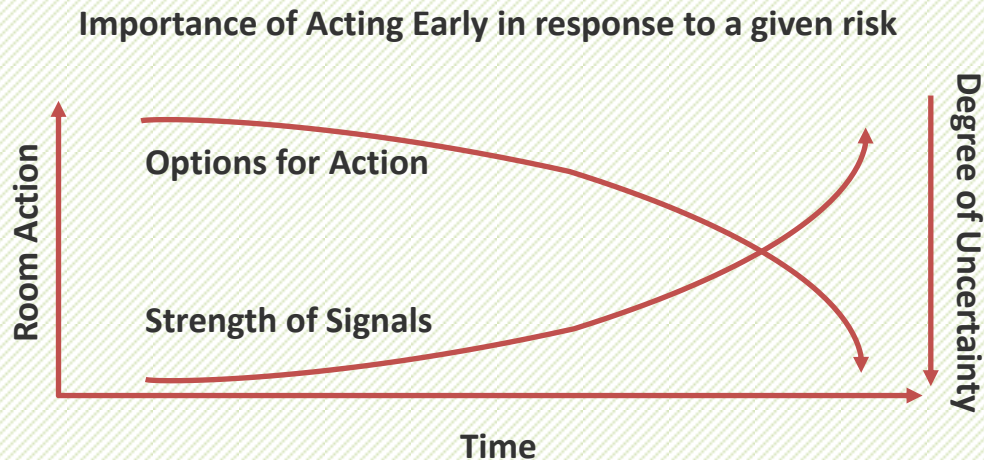 Importance of Acting Early in response to a given risk
Room Action
Options for Action
Strength of Signals
Degree of Uncertainty
Time